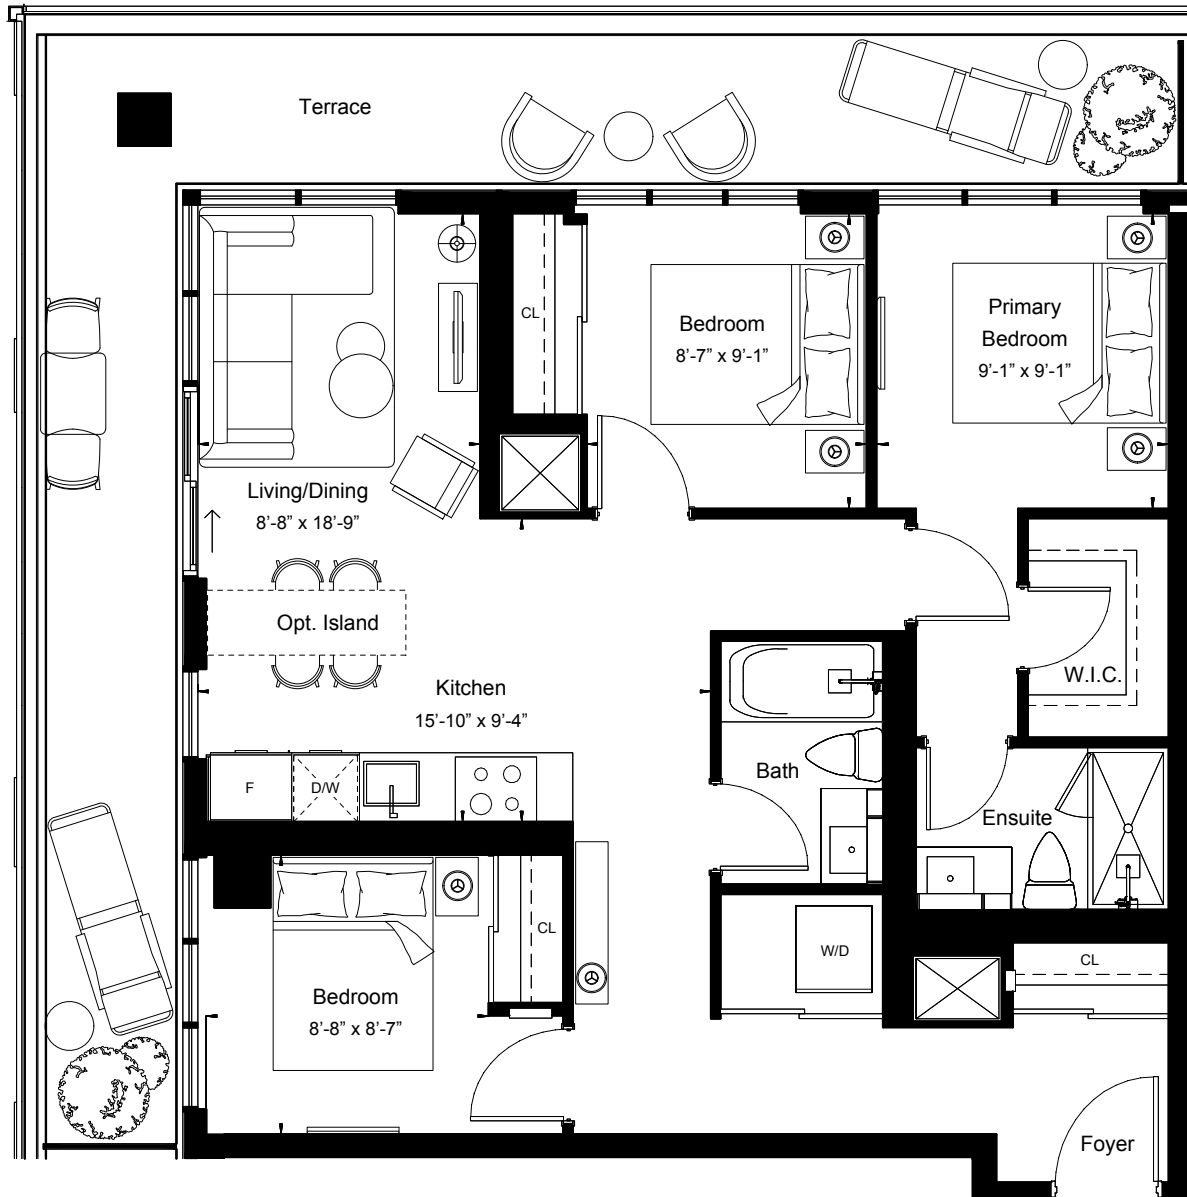 Terrace
CL
Bedroom
8’-7” x 9’-1”
Primary
Bedroom
9’-1” x 9’-1”
Living/Dining
8’-8” x 18’-9”
Opt. Island
Kitchen
15’-10” x 9’-4”
W.I.C.
F
D/W
Bath
Ensuite
CL
W/D
CL
Bedroom
8’-8” x 8’-7”
Foyer